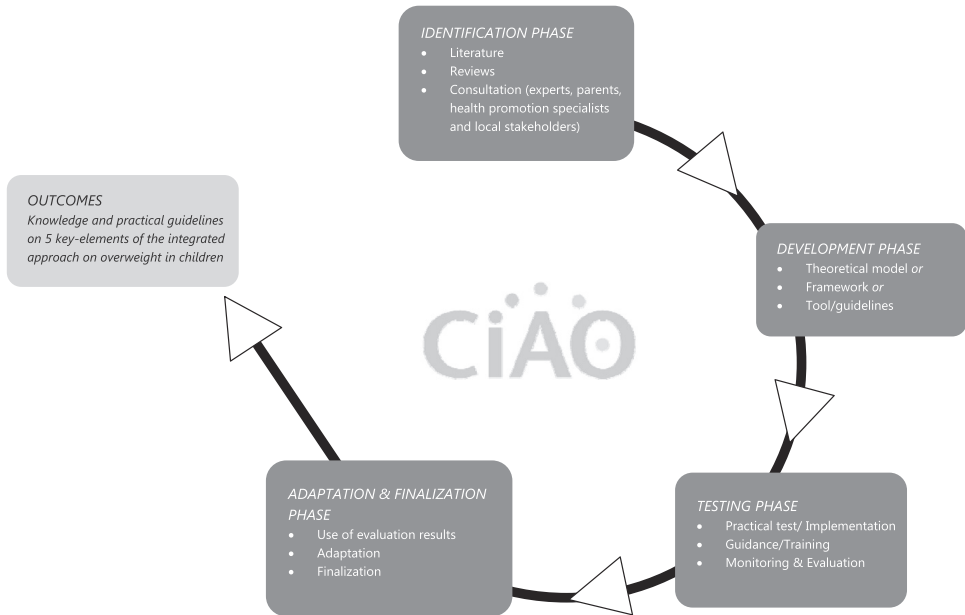 IDENTIFICATION PHASE
• Literature
• Reviews
• Consultation (experts, parents,
health promotion specialists
and local stakeholders)
OUTCOMES
Knowledge and practical guidelines
on 5 key-elements of the integrated
approach on overweight in children
DEVELOPMENT PHASE
• Theoretical model or
• Framework or
• Tool/guidelines
CiAO
ADAPTATION & FINALIZATION
PHASE
• Use of evaluation results
• Adaptation
• Finalization
TESTING PHASE
• Practical test/ Implementation
• Guidance/Training
• Monitoring & Evaluation